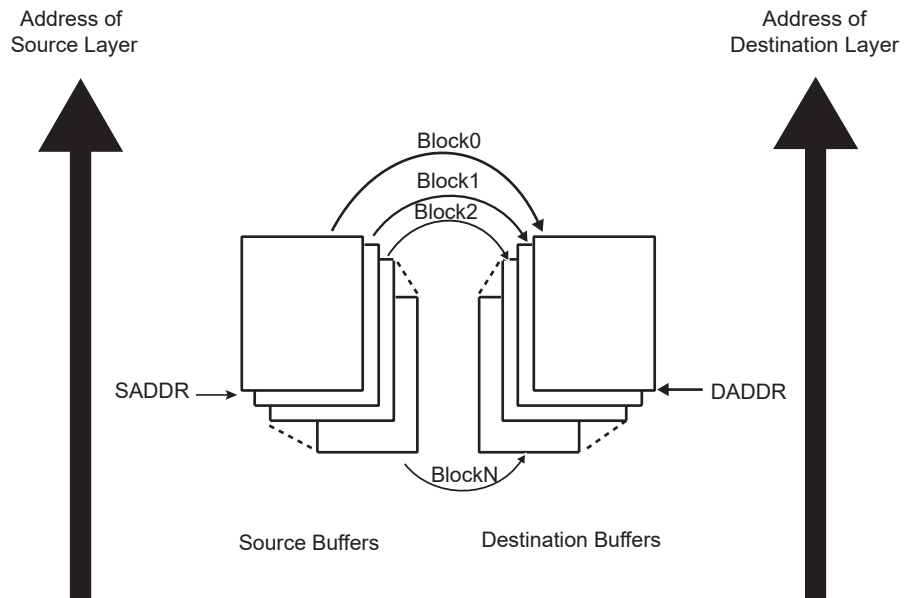 Address of
Source Layer
Address of
Destination Layer
Block0
Block1
Block2
SADDR
DADDR
BlockN
Source Buffers
Destination Buffers